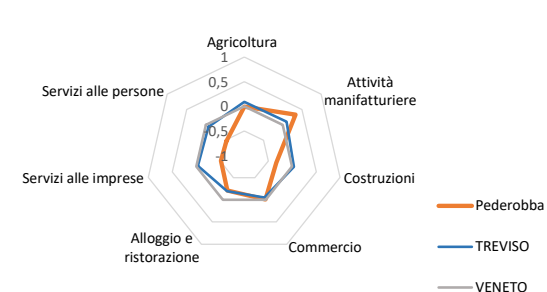 Agricoltura
1
0,5
0
-0,5
-1
Attività
manifatturiere
Costruzioni
Commercio
Alloggio e
ristorazione
Servizi alle imprese
Servizi alle persone
Pederobba
TREVISO
VENETO